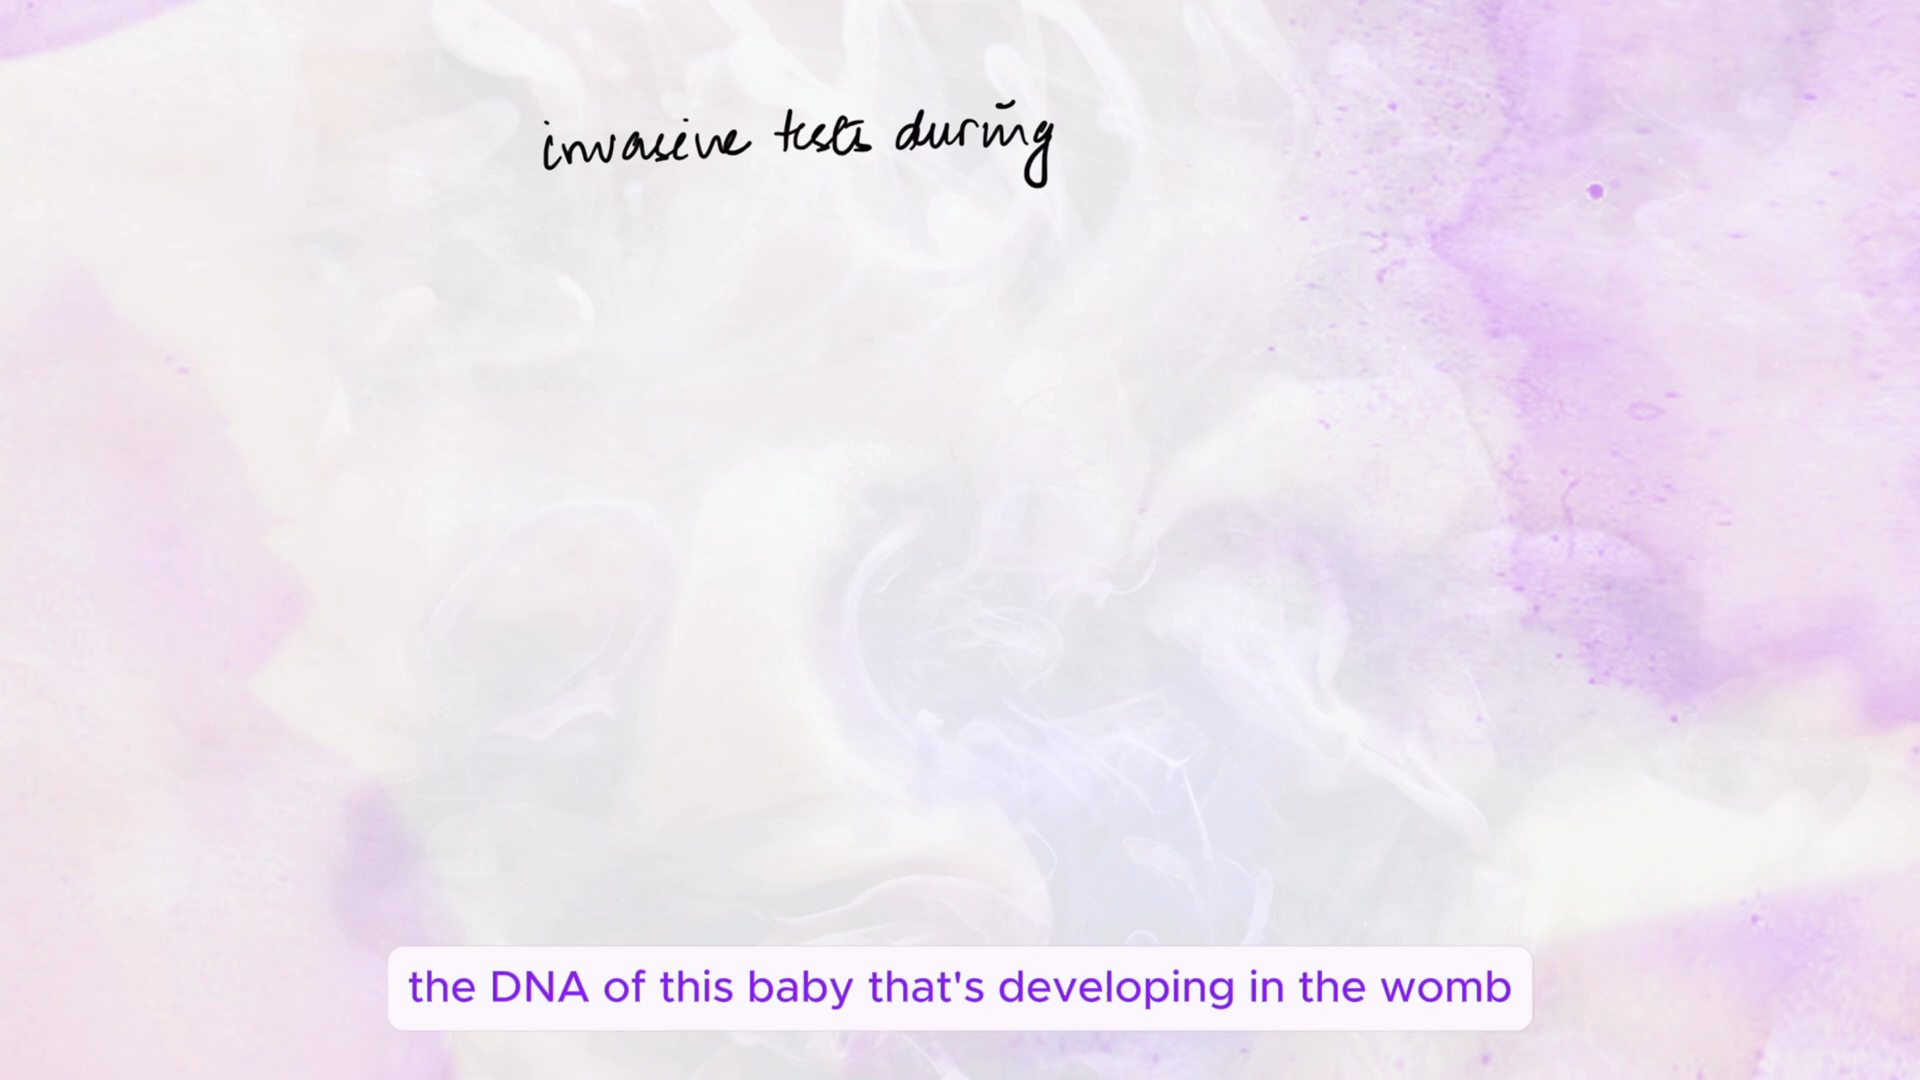 invasive tests during
the DNA of this baby that's developing in the womb